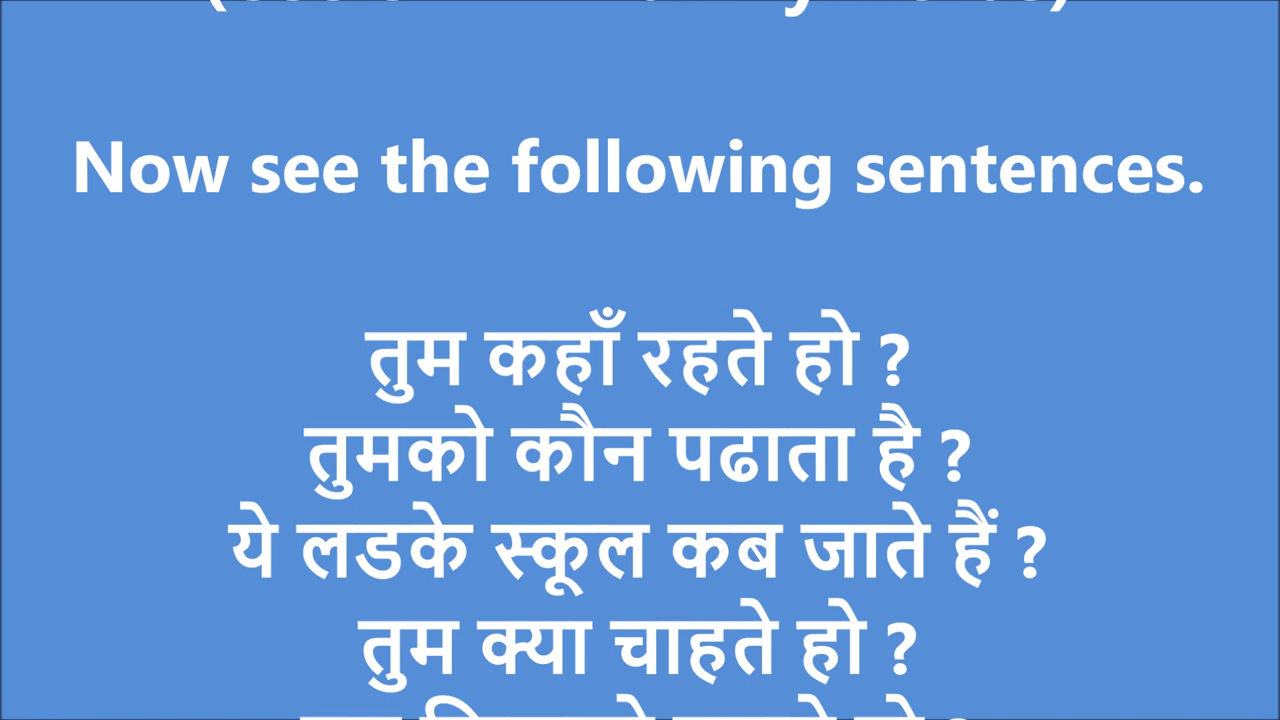 Now see the following sentences.
तुम कहाँ रहते हो ?
तुमको कौन पढाता है ?
ये लडके स्कूल कब जाते हैं ?
तुम क्या चाहते हो ?